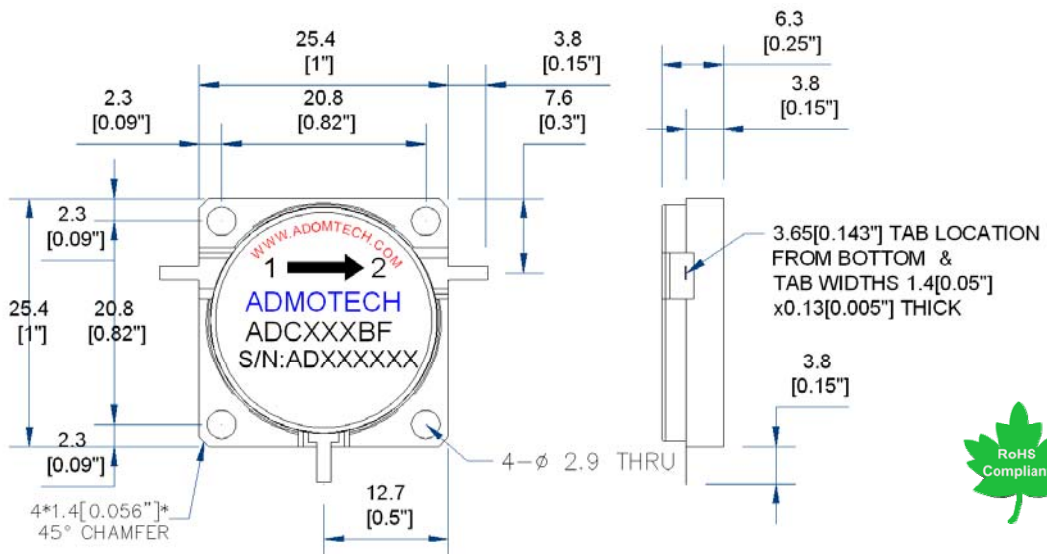 25.4
[1"]
3.8
[0.15"]
6.3
[0.25"]
2.3
[0.09"]
20.8
[0.82"]
7.6
[0.3"]
3.8
[0.15"]
2.3
[0.09"]
WWW.ADOMTECH.COM
1 2
ADMOTECH
ADCXXXBF
S/N:ADXXXXXX
3.65[0.143"] TAB LOCATION
FROM BOTTOM &
TAB WIDTHS 1.4[0.05"]
x0.13[0.005"] THICK
25.4
[1"]
20.8
[0.82"]
3.8
[0.15"]
2.3
[0.09"]
4-ϕ 2.9 THRU
RoHS
Complian
12.7
[0.5"]
4*1.4[0.056"]*
45° CHAMFER